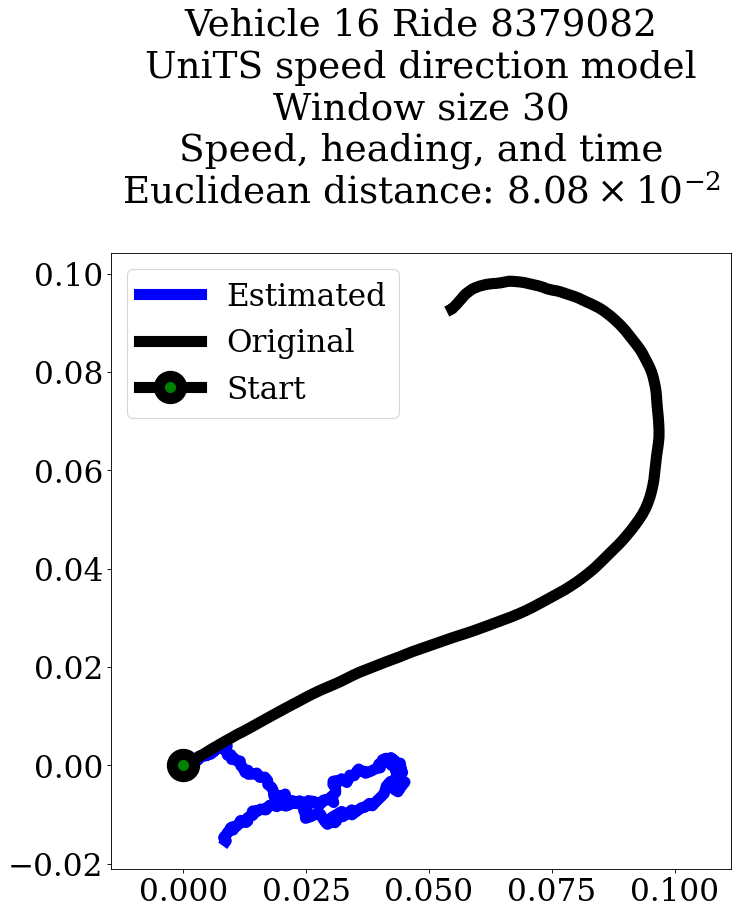 Vehicle 16 Ride 8379082
UniTS speed direction model
Window size 30
Speed, heading, and time
Euclidean distance: 8.08 × 10⁻²
Estimated
Original
Start
0.10
0.08
0.06
0.04
0.02
0.00
−0.02
0.000 0.025 0.050 0.075 0.100